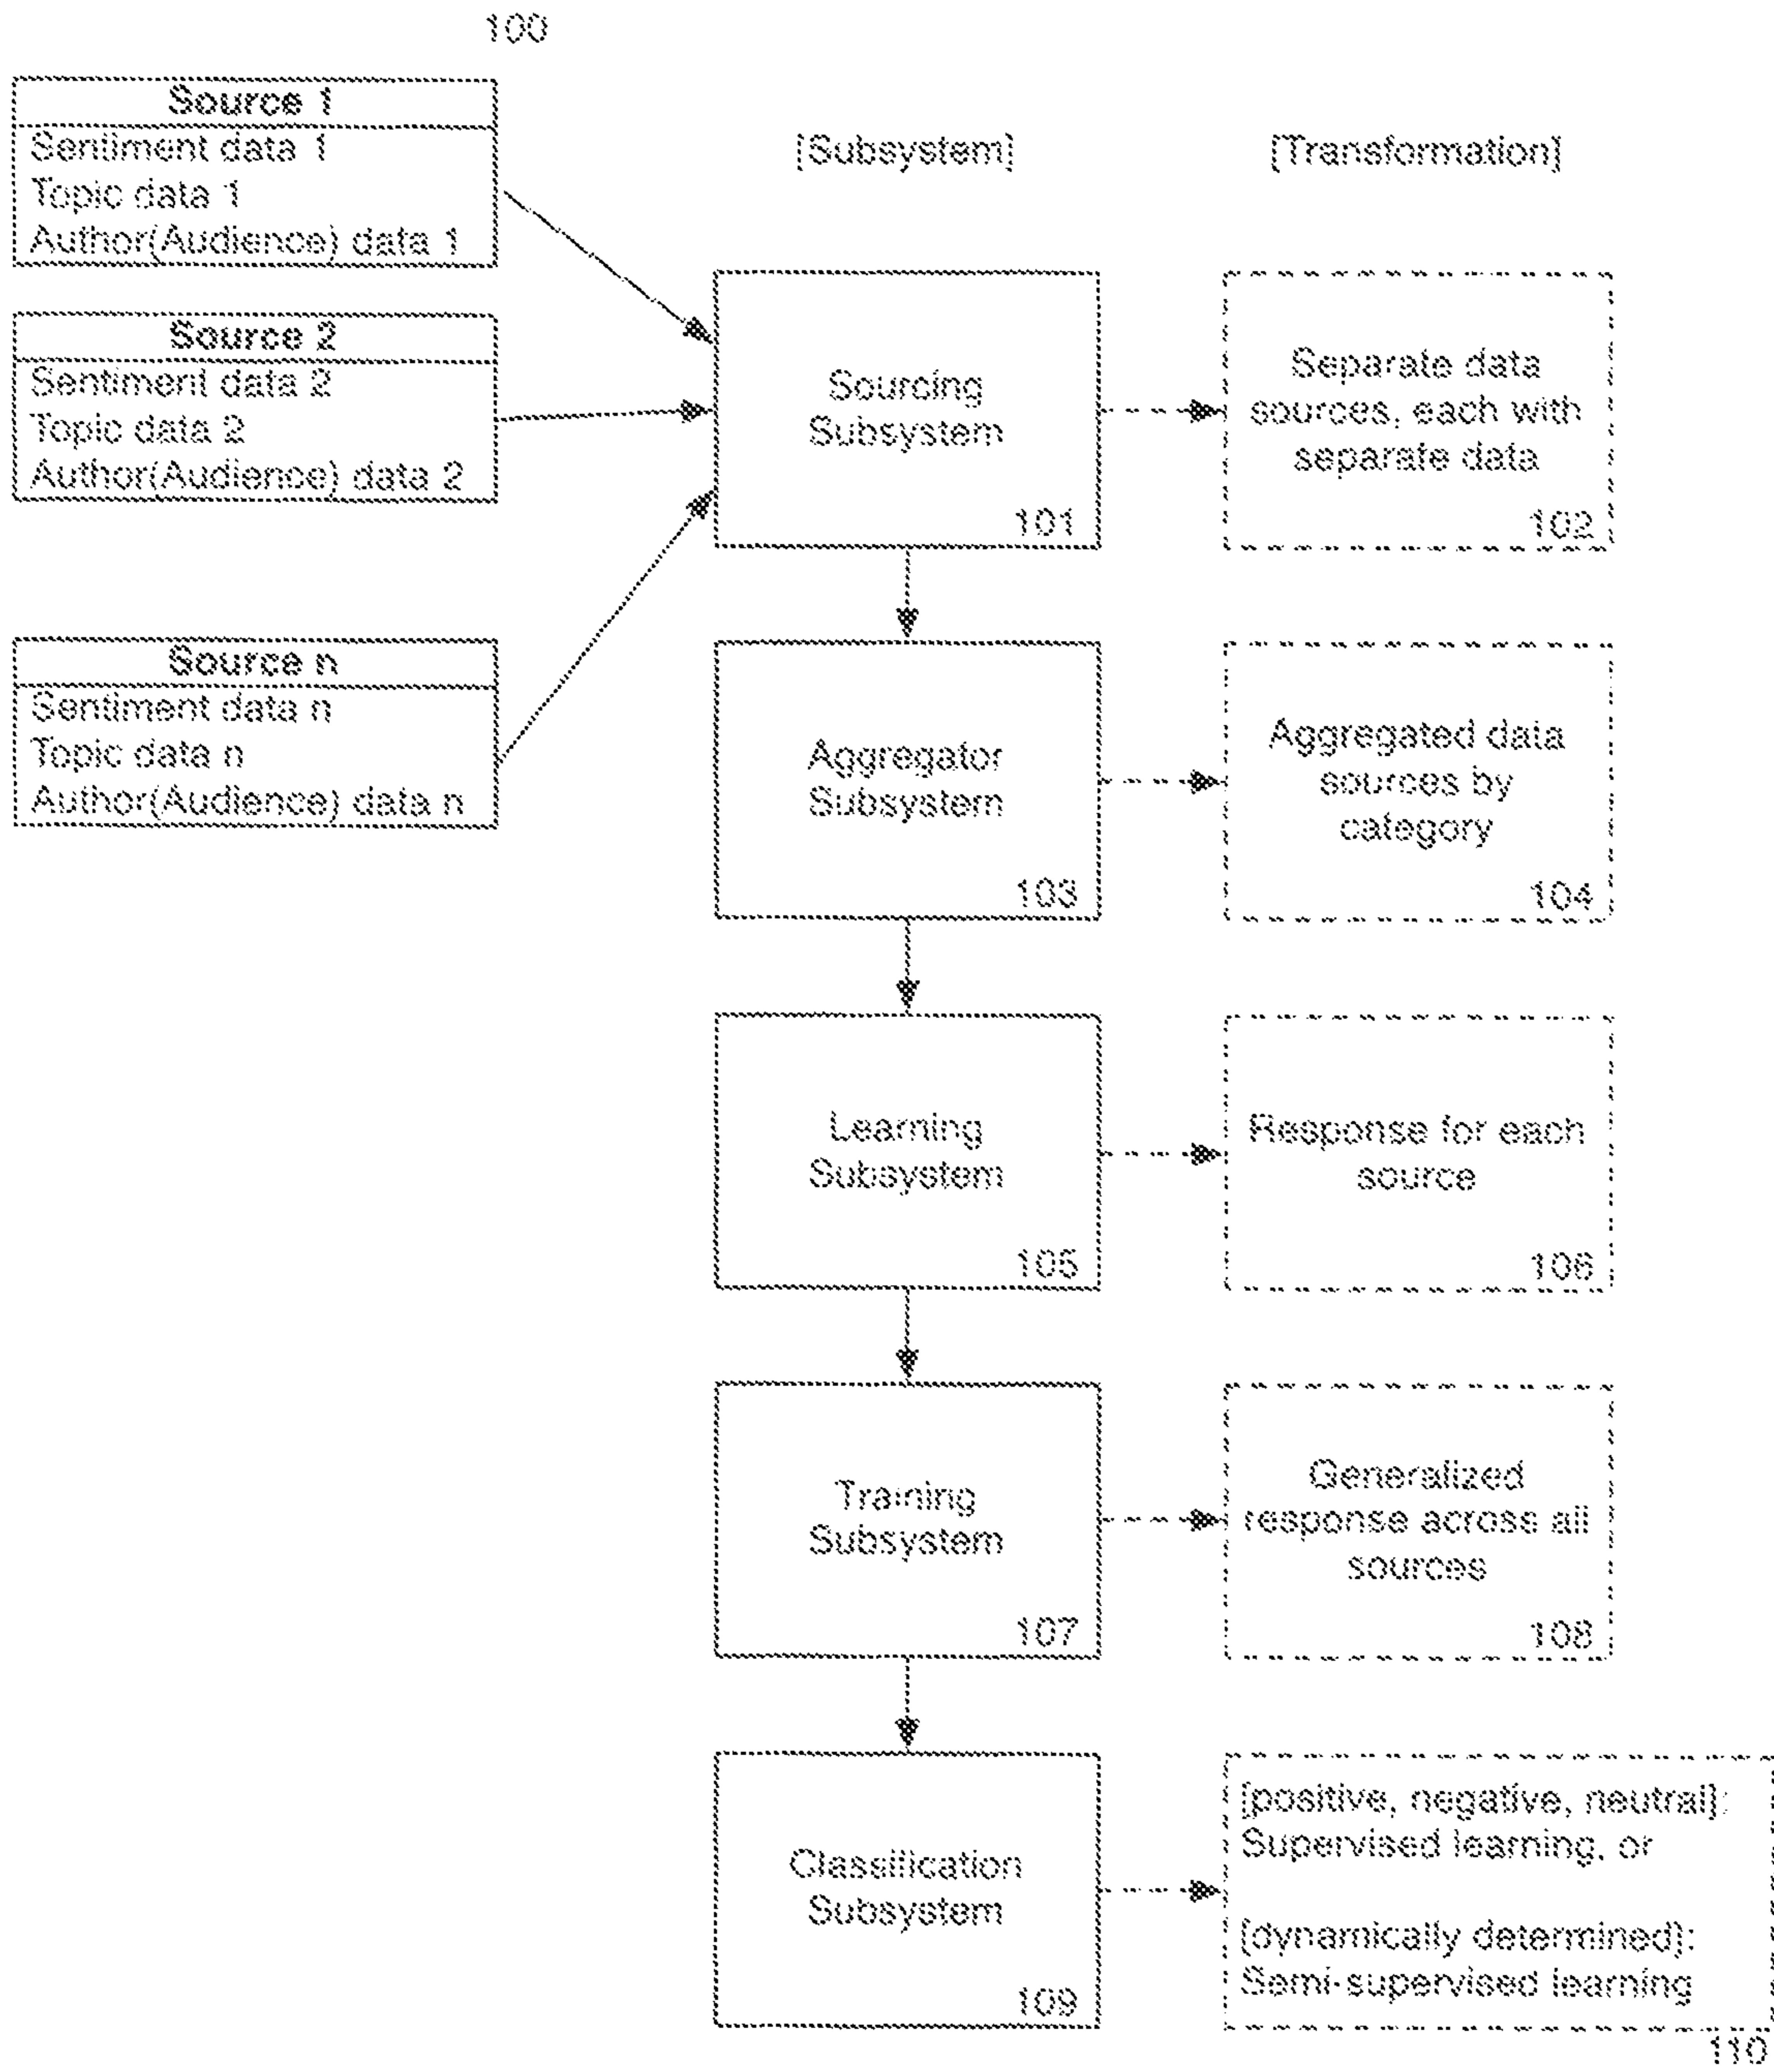 100
Source 1
Sentiment data 1
Topic data 1
Author(Audience) data 1
Source 2
Sentiment data 2
Topic data 2
Author(Audience) data 2
Source n
Sentiment data n
Topic data n
Author(Audience) data n
[Subsystem]
[Transformation]
Sourcing
Subsystem
101
Separate data
sources, each with
separate data
102
Aggregator
Subsystem
103
Aggregated data
sources by
category
104
Learning
Subsystem
105
Response for each
source
106
Training
Subsystem
107
Generalized
response across all
sources
108
Classification
Subsystem
109
[positive, negative, neutral]:
Supervised learning, or
[dynamically determined]:
Semi-supervised learning
110